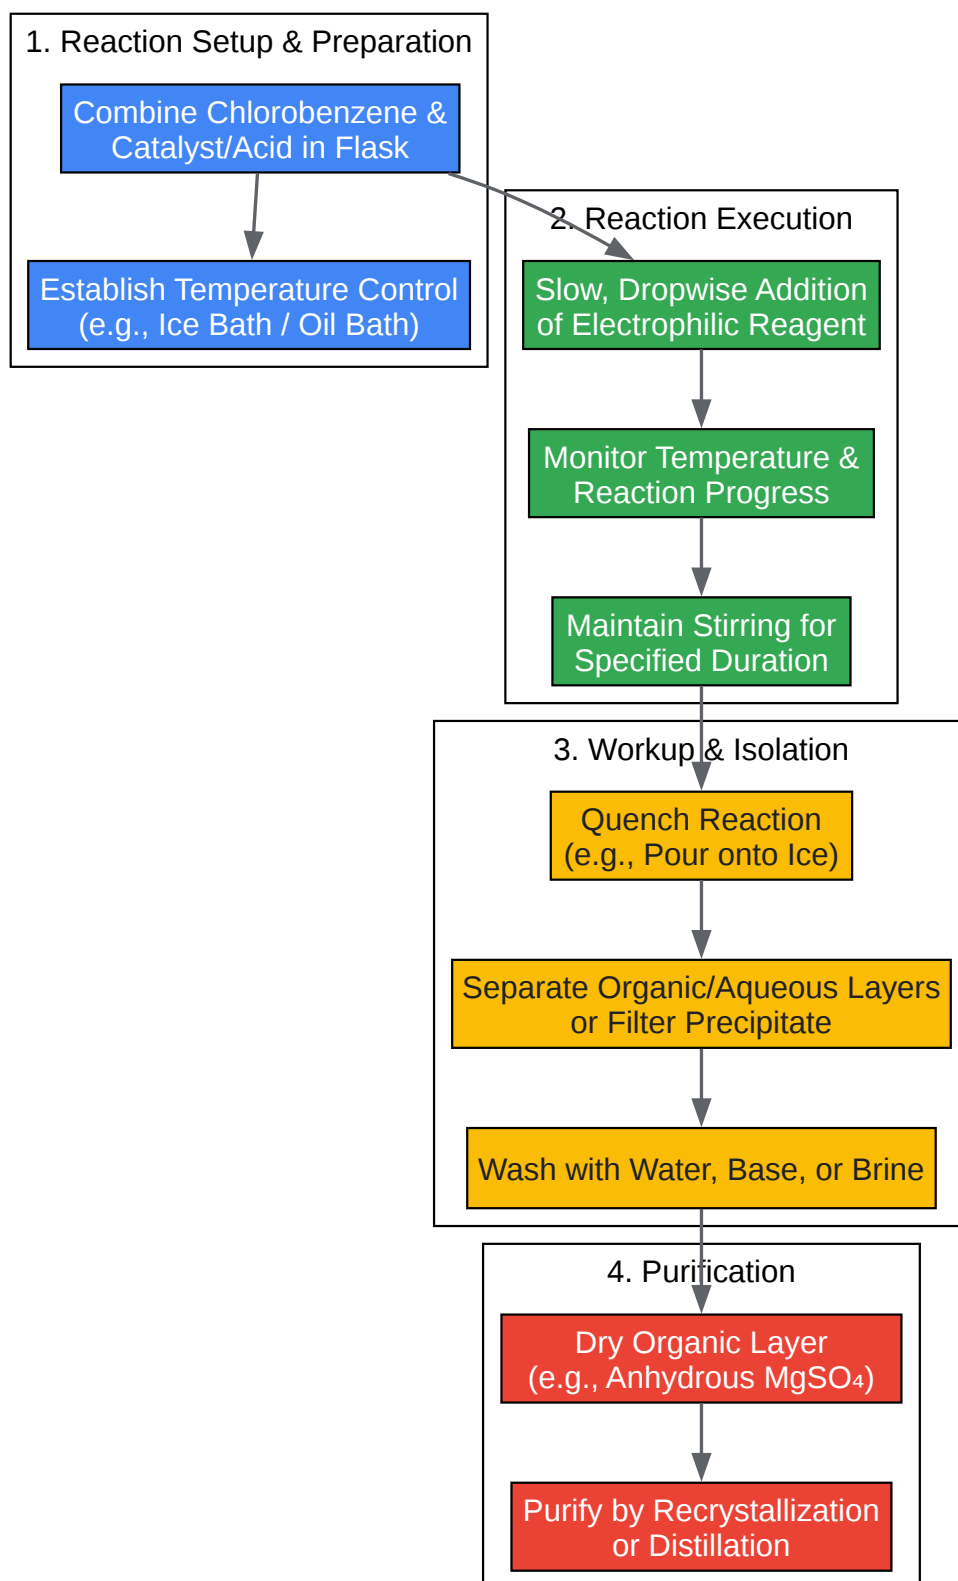 1. Reaction Setup & Preparation
Combine Chlorobenzene &
Catalyst/Acid in Flask
Establish Temperature Control
(e.g., Ice Bath / Oil Bath)
2. Reaction Execution
Slow, Dropwise Addition
of Electrophilic Reagent
Monitor Temperature &
Reaction Progress
Maintain Stirring for
Specified Duration
3. Workup & Isolation
Quench Reaction
(e.g., Pour onto Ice)
Separate Organic/Aqueous Layers
or Filter Precipitate
Wash with Water, Base, or Brine
4. Purification
Dry Organic Layer
(e.g., Anhydrous MgSO₄)
Purify by Recrystallization
or Distillation